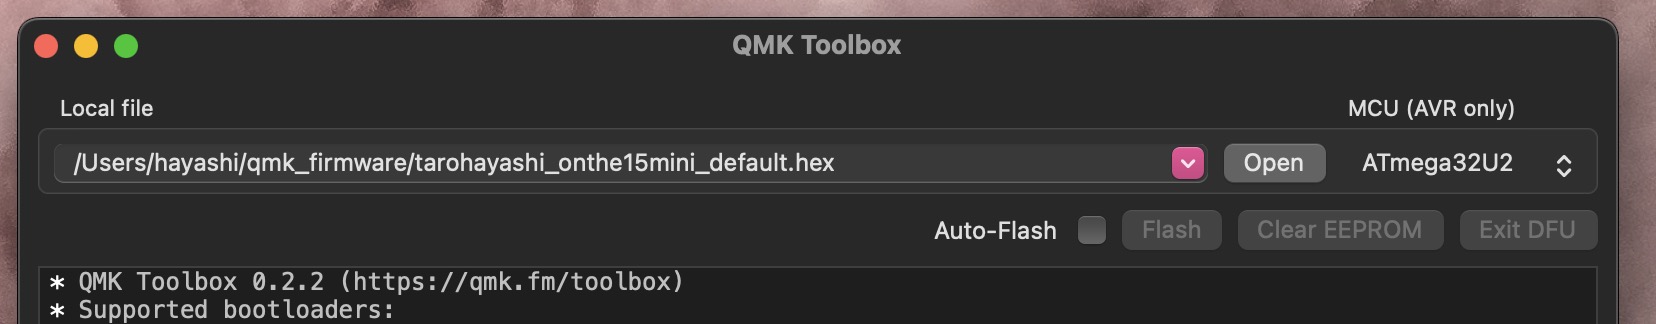 QMK Toolbox
Local file
MCU (AVR only)
/Users/hayashi/qmk_firmware/tarohayashi_onthe15mini_default.hex
Open
ATmega32U2
Auto-Flash
Flash
Clear EEPROM
Exit DFU
* QMK Toolbox 0.2.2 (https://qmk.fm/toolbox)
* Supported bootloaders: